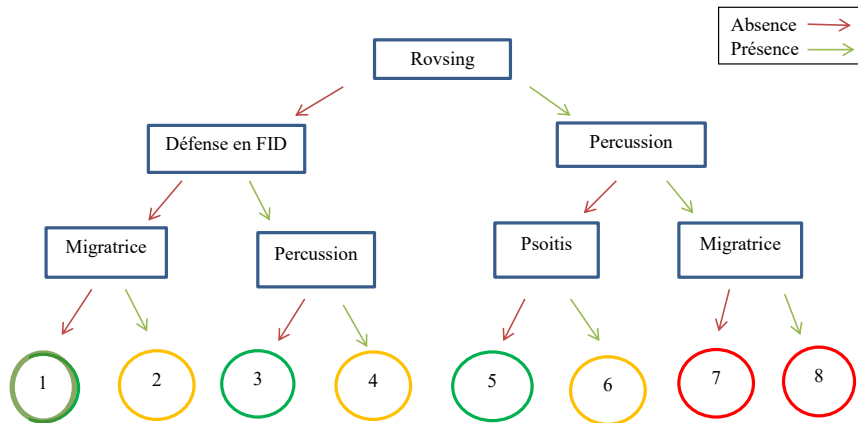 Absence
Présence
Rovsing
Défense en FID
Percussion
Migratrice
Percussion
Psoitis
Migratrice
1
2
3
4
5
6
7
8